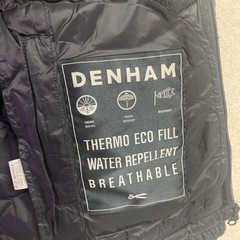 DENHAM
THERMO ECO FILL
WATER REPELLENT
BREATHABLE